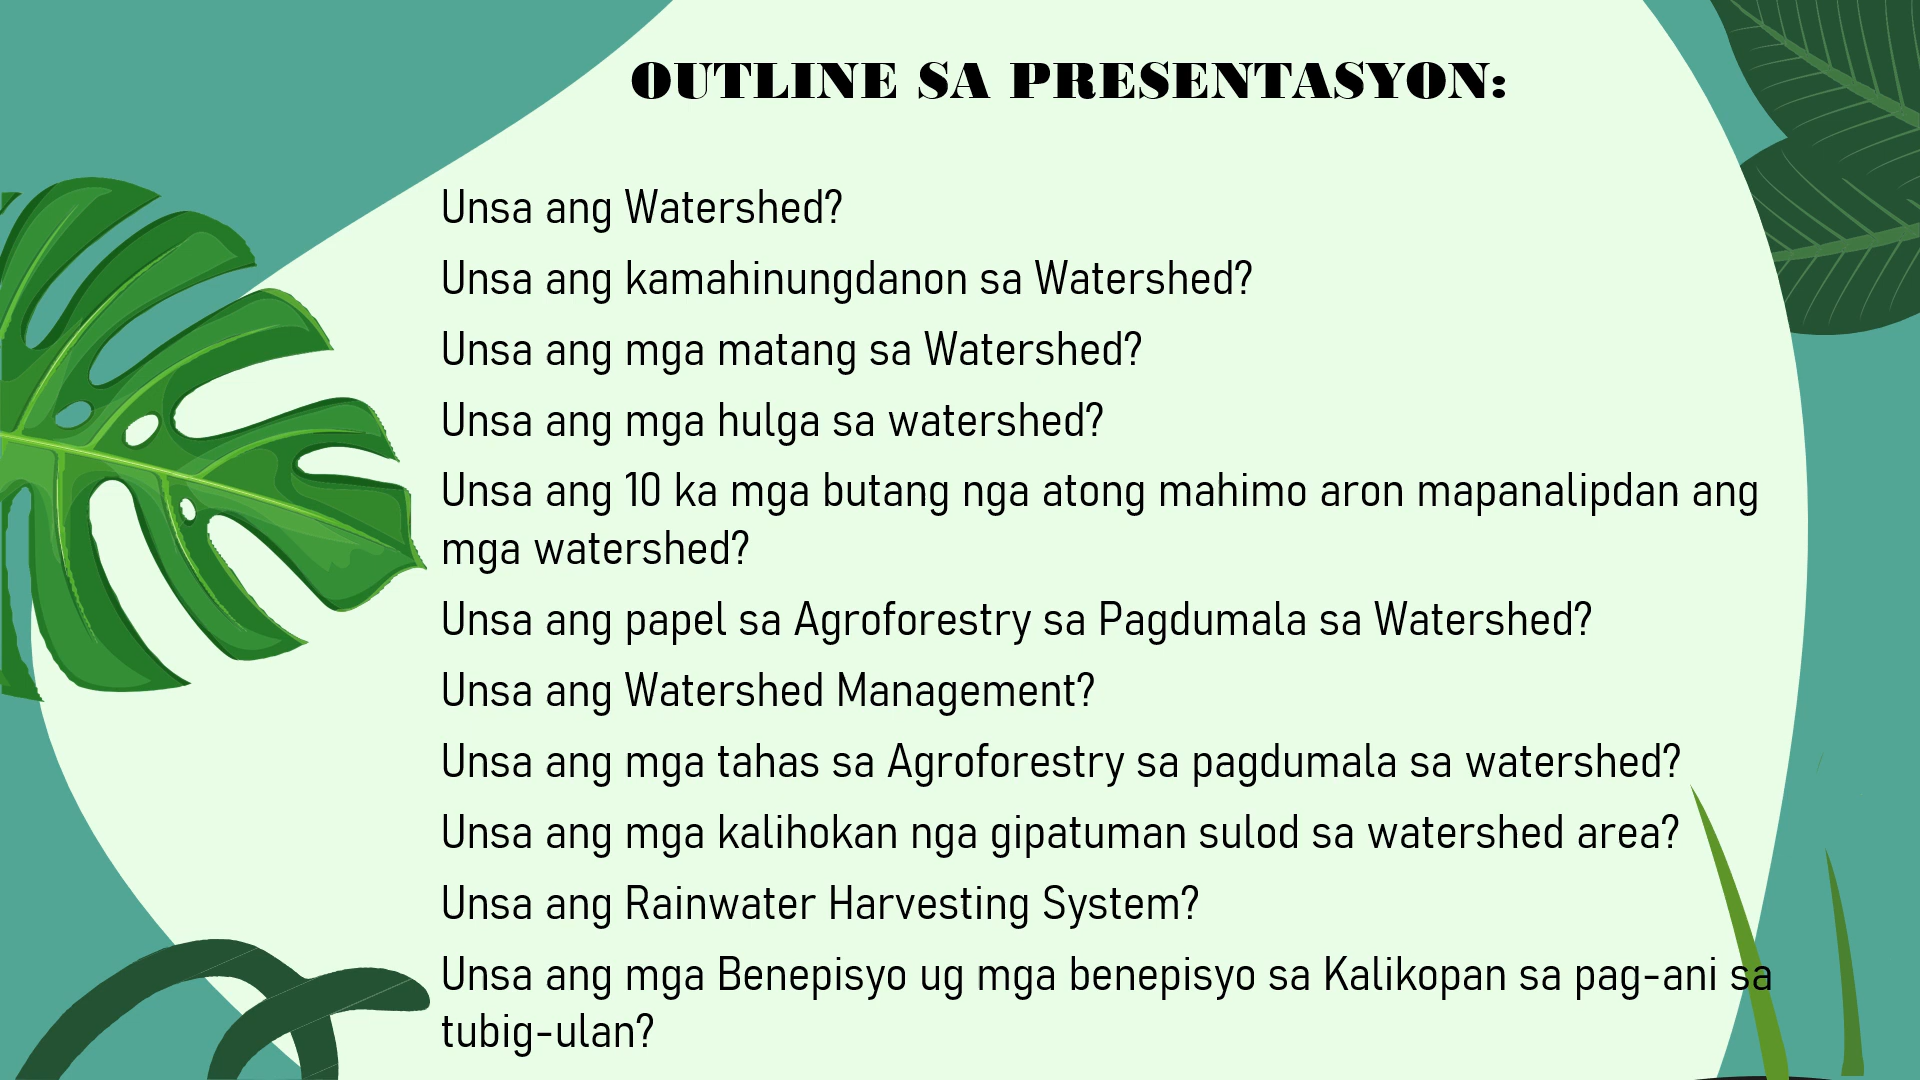 OUTLINE SA PRESENTASYON:
Unsa ang Watershed?
Unsa ang kamahinungdanon sa Watershed?
Unsa ang mga matang sa Watershed?
Unsa ang mga hulga sa watershed?
Unsa ang 10 ka mga butang nga atong mahimo aron mapanalipdan ang
mga watershed?
Unsa ang papel sa Agroforestry sa Pagdumala sa Watershed?
Unsa ang Watershed Management?
Unsa ang mga tahas sa Agroforestry sa pagdumala sa watershed?
Unsa ang mga kalihokan nga gipatuman sulod sa watershed area?
Unsa ang Rainwater Harvesting System?
Unsa ang mga Benepisyo ug mga benepisyo sa Kalikopan sa pag-ani sa
tubig-ulan?